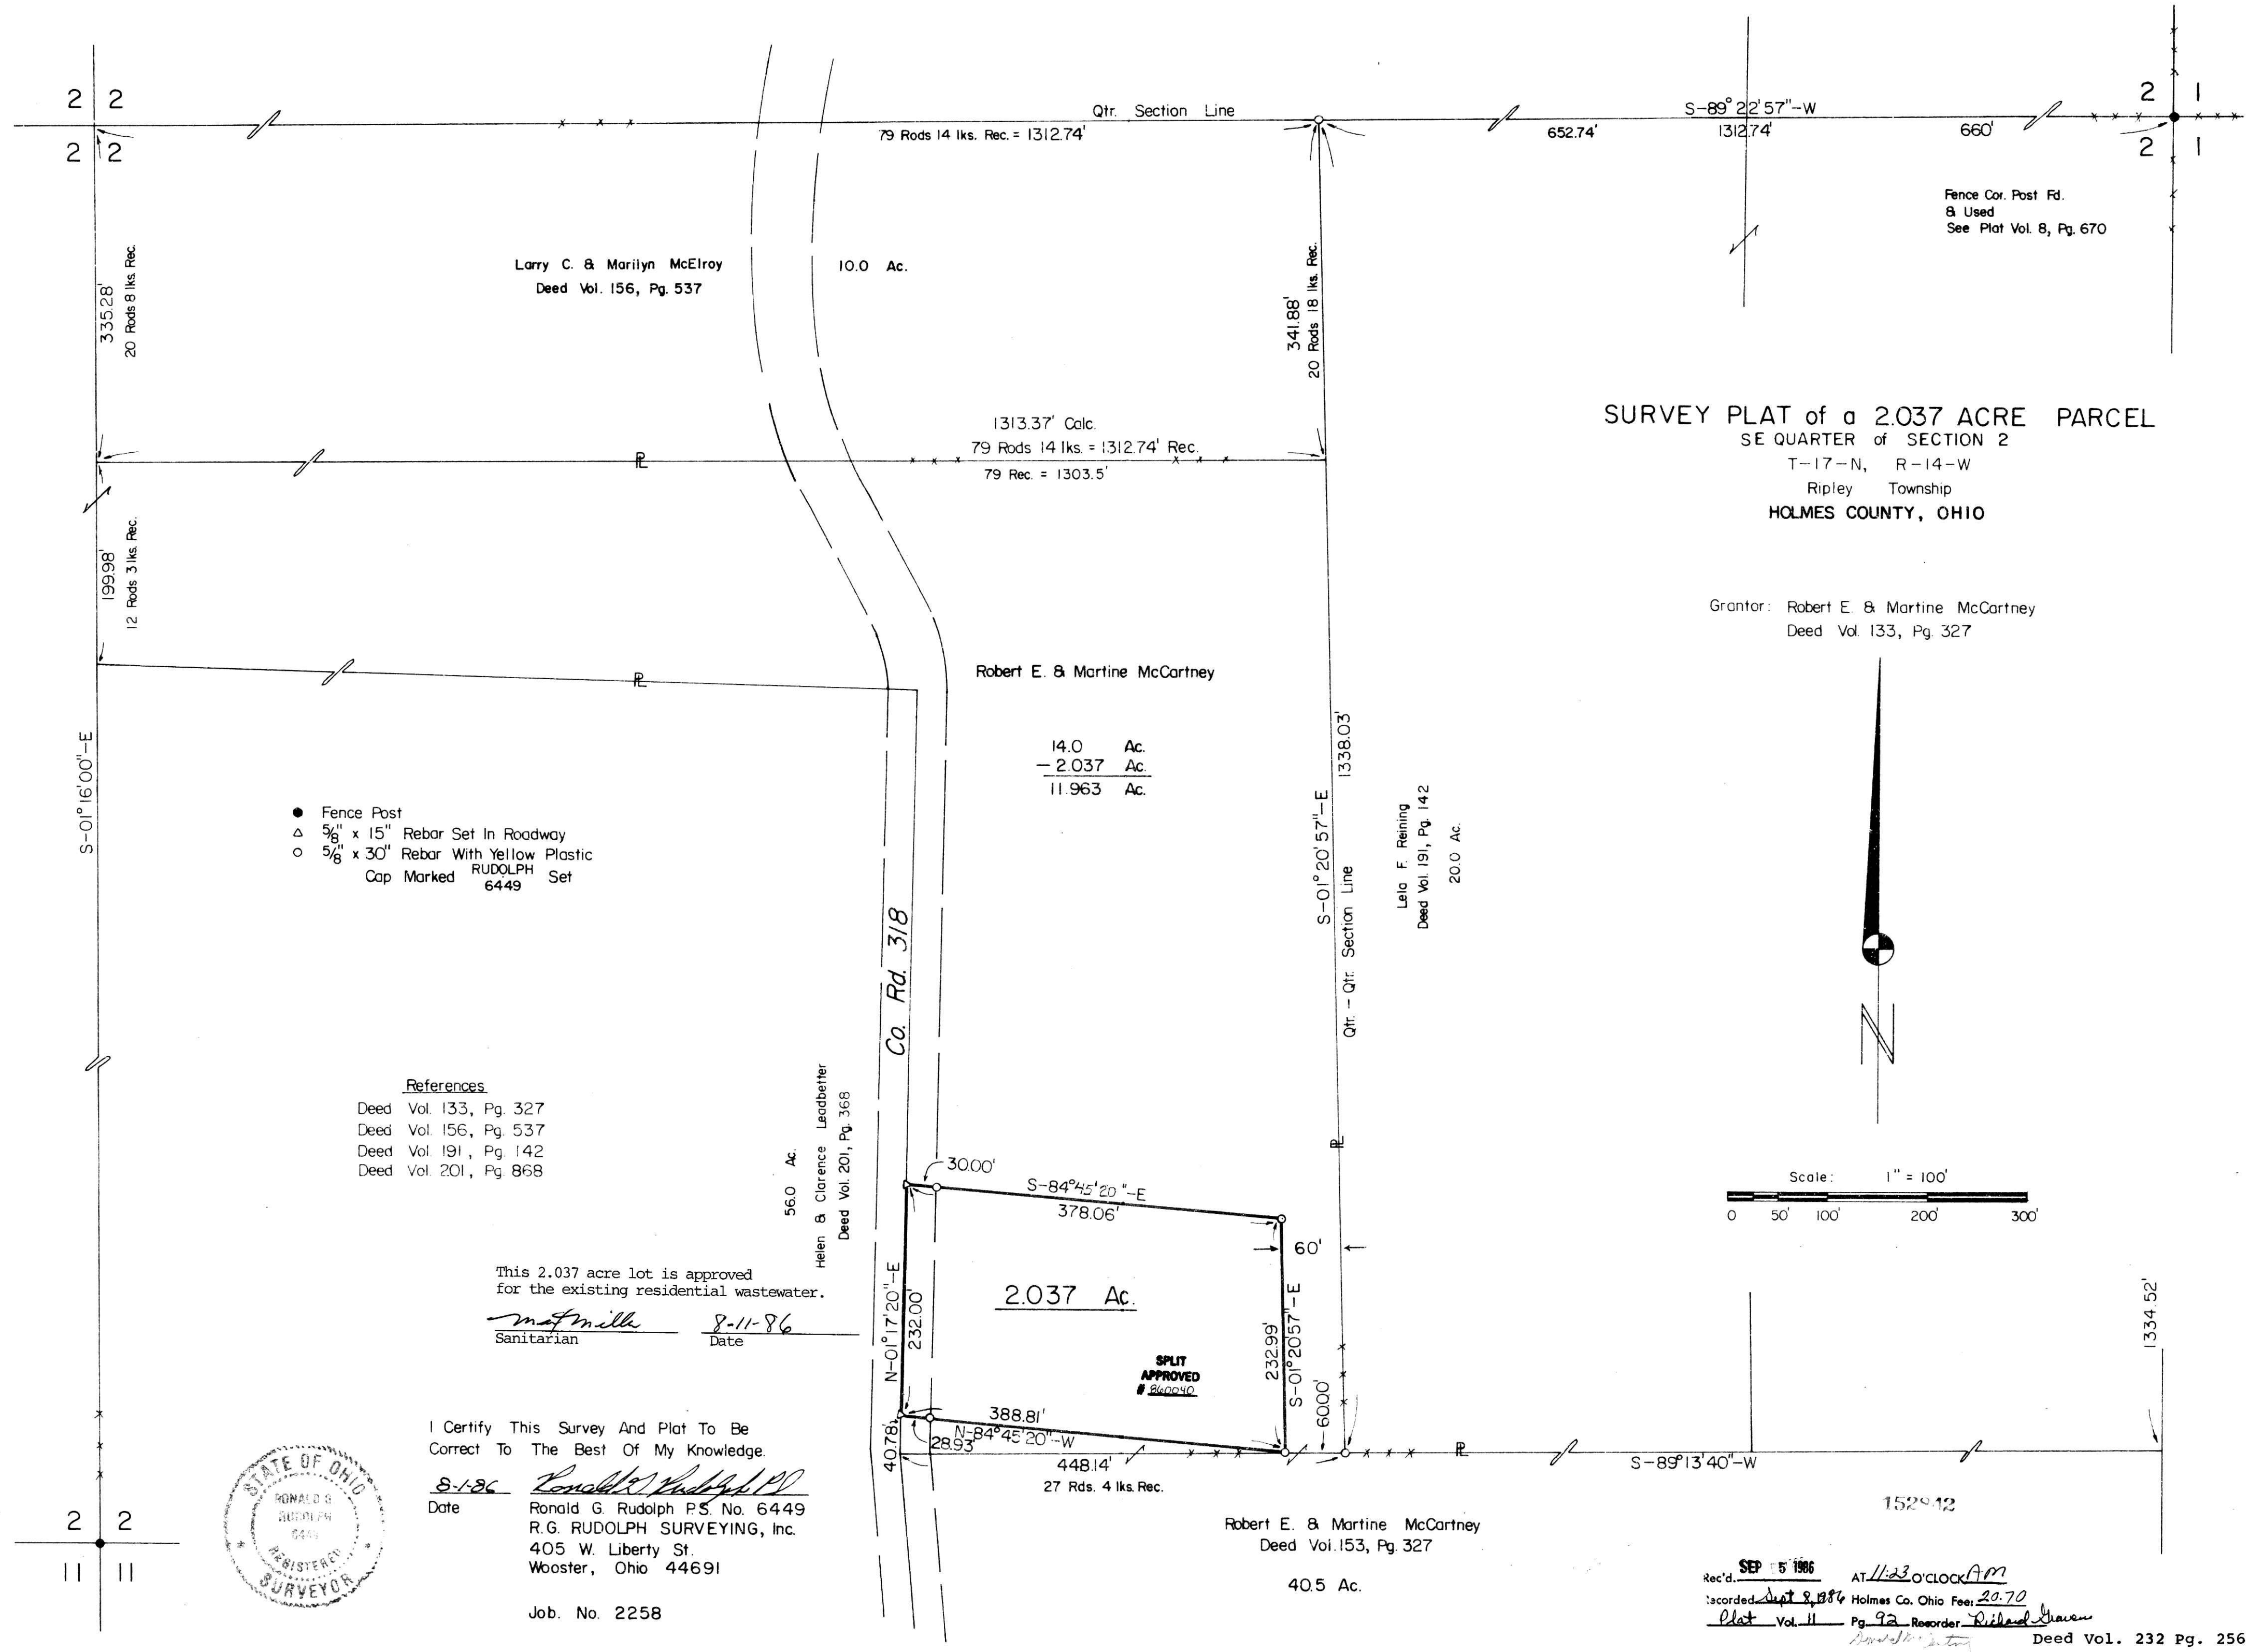 2 2
2 2
Qtr. Section Line
79 Rods 14 lks. Rec. = 1312.74'
S-89°22'57"-W
652.74'
1312.74'
660'
2 1
2 1
Fence Cor. Post Fd.
& Used
See Plat Vol. 8, Pg. 670
335.28'
20 Rods 8 lks. Rec.
Larry C. & Marilyn McElroy
Deed Vol. 156, Pg. 537
10.0 Ac.
341.88'
20 Rods 18 lks. Rec.
1313.37' Calc.
79 Rods 14 lks. = 1312.74' Rec.
PL
79 Rec. = 1303.5'
SURVEY PLAT of a 2.037 ACRE PARCEL
SE QUARTER of SECTION 2
T-17-N, R-14-W
Ripley Township
HOLMES COUNTY, OHIO
199.98'
12 Rods 3 lks. Rec.
PL
Grantor: Robert E. & Martine McCartney
Deed Vol. 133, Pg. 327
Robert E. & Martine McCartney
14.0 Ac.
- 2.037 Ac.
11.963 Ac.
S-01°16'00"-E
1338.03'
S-01°20'57"-E
Qtr. - Qtr. Section Line
Lela F. Reining
Deed Vol. 191, Pg. 142
20.0 Ac.
Fence Post
5/8" x 15" Rebar Set In Roadway
5/8" x 30" Rebar With Yellow Plastic
Cap Marked RUDOLPH 6449 Set
Co. Rd. 318
N
References
Deed Vol. 133, Pg. 327
Deed Vol. 156, Pg. 537
Deed Vol. 191, Pg. 142
Deed Vol. 201, Pg. 868
56.0 Ac.
Helen & Clarence Leadbetter
Deed Vol. 201, Pg. 368
PL
30.00'
S-84°45'20"-E
378.06'
Scale: 1" = 100'
0 50' 100' 200' 300'
60'
This 2.037 acre lot is approved
for the existing residential wastewater.
8-11-86
Sanitarian Date
N-01°17'20"-E
232.00'
2.037 Ac.
232.99'
S-01°20'57"-E
SPLIT
APPROVED
# 860040
60.00'
1334.52'
40.78'
28.93'
388.81'
N-84°45'20"-W
448.14'
27 Rds. 4 lks. Rec.
PL
S-89°13'40"-W
I Certify This Survey And Plat To Be
Correct To The Best Of My Knowledge.
8-1-86 Ronald G Rudolph PS
Date Ronald G. Rudolph P.S. No. 6449
R.G. RUDOLPH SURVEYING, Inc.
405 W. Liberty St.
Wooster, Ohio 44691
Job. No. 2258
STATE OF OHIO
RONALD G
RUDOLPH
6449
REGISTERED
SURVEYOR
2 2
11 11
Robert E. & Martine McCartney
Deed Vol. 153, Pg. 327
40.5 Ac.
Rec'd. SEP 5 1986 AT 11:23 O'CLOCK AM
Recorded Sept 8, 1986 Holmes Co. Ohio Fee: 20.70
Plat Vol. 11 Pg. 92 Recorder Richard Graven
Deed Vol. 232 Pg. 256